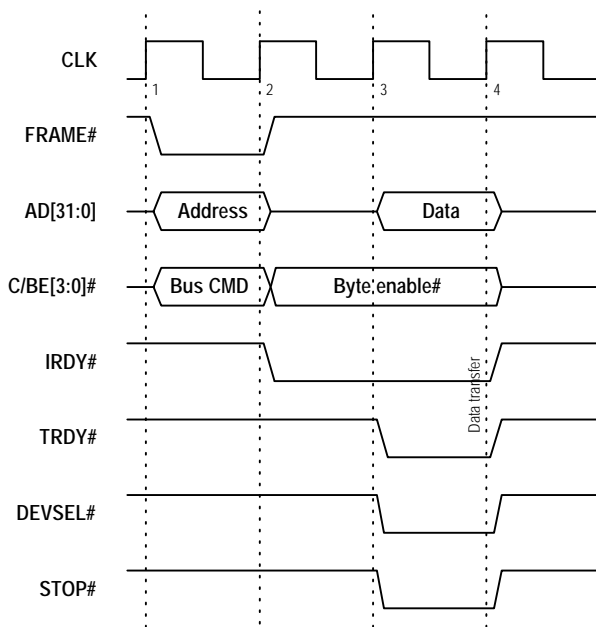 CLK
1 2 3 4
FRAME#
AD[31:0] Address Data
C/BE[3:0]# Bus CMD Byte enable#
IRDY#
Data transfer
TRDY#
DEVSEL#
STOP#